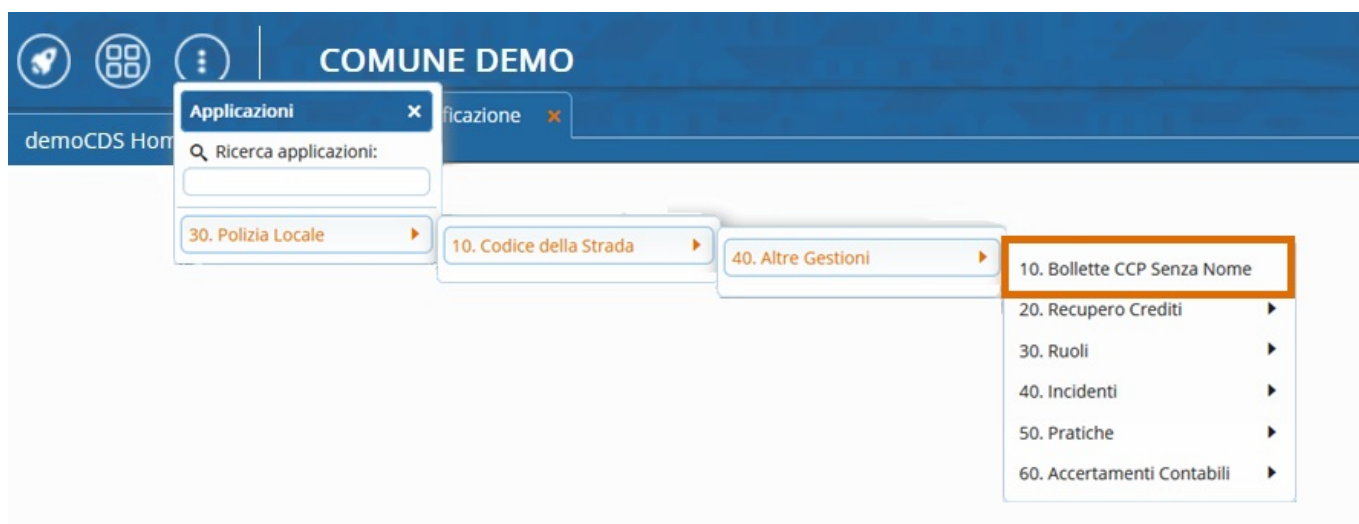 COMUNE DEMO
Applicazioni
ficazione
demoCDS Hom
Ricerca applicazioni:
30. Polizia Locale
10. Codice della Strada
40. Altre Gestioni
10. Bollette CCP Senza Nome
20. Recupero Crediti
30. Ruoli
40. Incidenti
50. Pratiche
60. Accertamenti Contabili